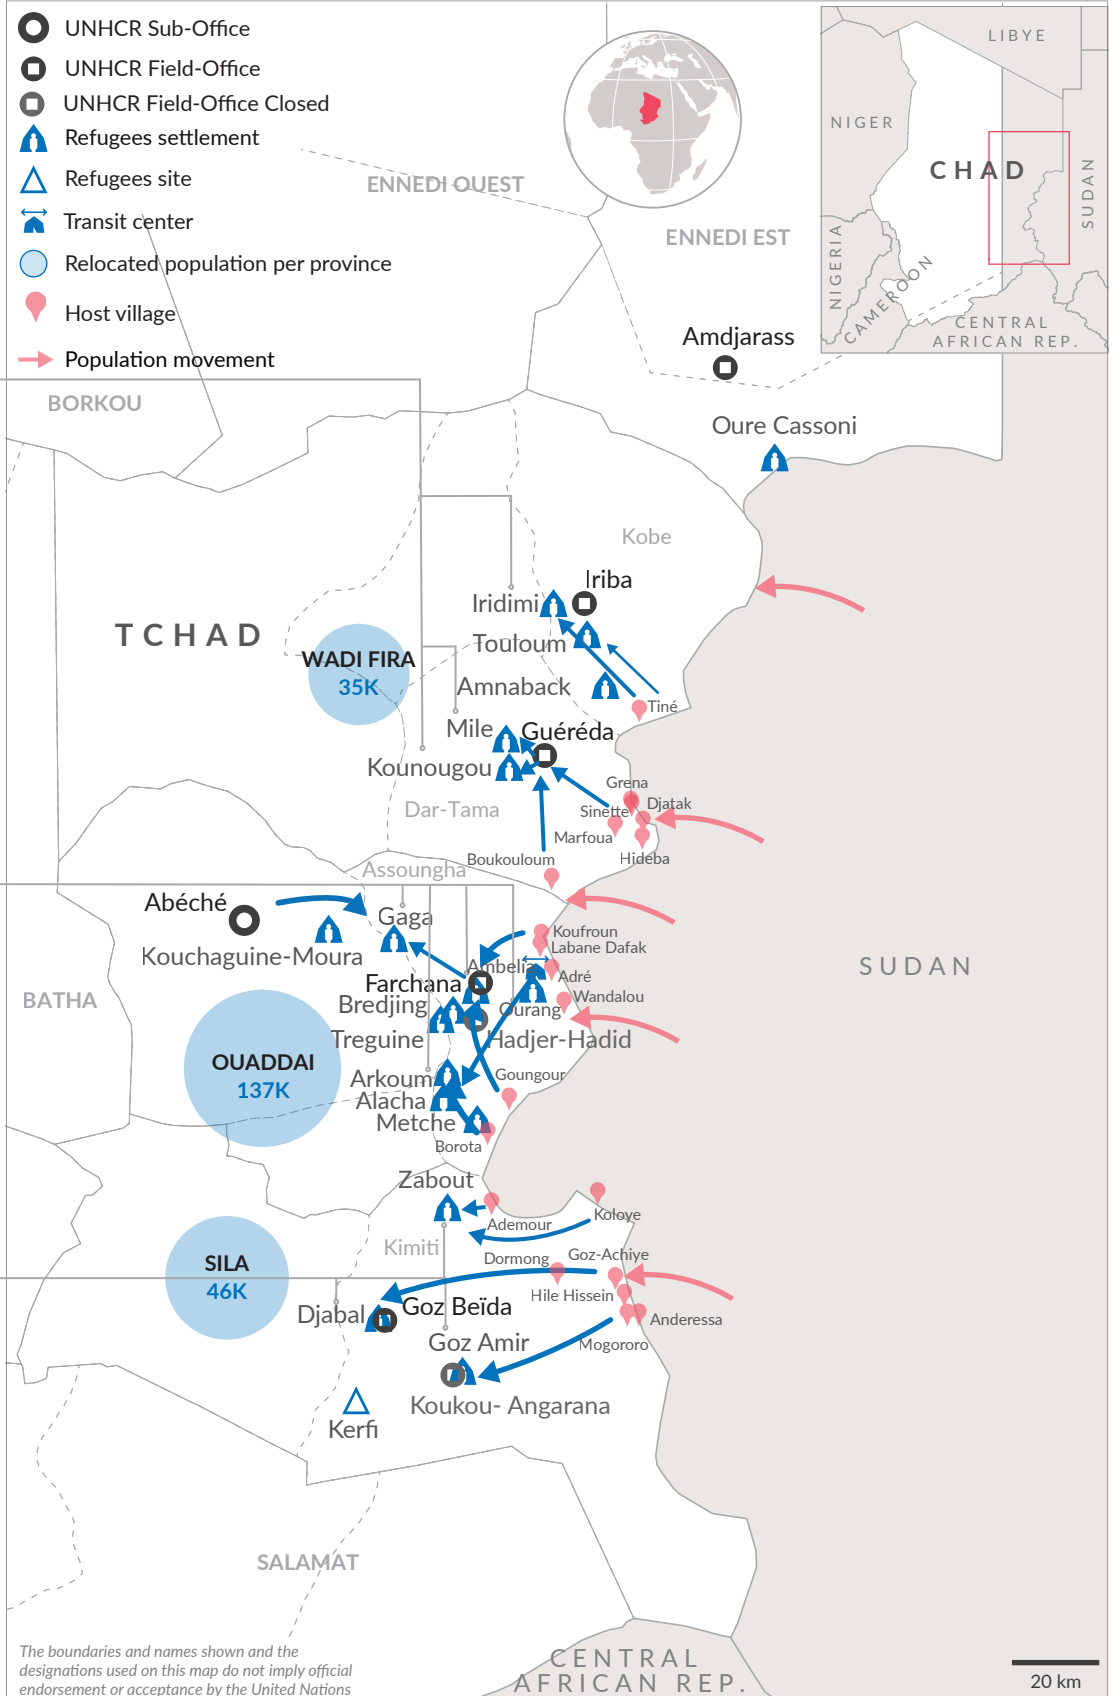 UNHCR Sub-Office
UNHCR Field-Office
UNHCR Field-Office Closed
Refugees settlement
Refugees site
Transit center
Relocated population per province
Host village
Population movement
LIBYE
NIGER
CHAD
SUDAN
NIGERIA
CAMEROON
CENTRAL
AFRICAN REP.
ENNEDI OUEST
ENNEDI EST
Amdjarass
BORKOU
Oure Cassoni
Kobe
Iriba
Iridimi
TCHAD
Touloum
WADI FIRA
35K
Amnaback
Tiné
Mile
Guéréda
Kounougou
Grena
Djatak
Sinette
Dar-Tama
Marfoua
Hideba
Boukouloum
Assoungha
Abéché
Gaga
Koufroun
Labane Dafak
Kouchaguine-Moura
Ambelia
Adré
SUDAN
Farchana
Wandalou
BATHA
Bredjing
Ourang
Treguine
Hadjer-Hadid
OUADDAI
137K
Arkoum
Goungour
Alacha
Metche
Borota
Zabout
Ademour
Koloye
Kimiti
Dormong
Goz-Achiye
SILA
46K
Hile Hissein
Djabal
Goz Beïda
Anderessa
Goz Amir
Mogororo
Koukou- Angarana
Kerfi
SALAMAT
The boundaries and names shown and the
designations used on this map do not imply official
endorsement or acceptance by the United Nations
CENTRAL
AFRICAN REP.
20 km